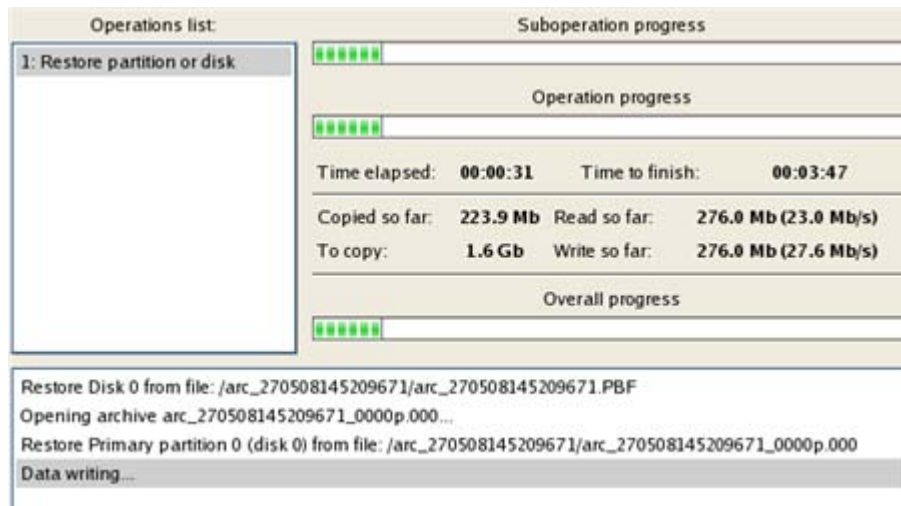 Operations list:
1: Restore partition or disk
Suboperation progress
Operation progress
Time elapsed: 00:00:31 Time to finish: 00:03:47
Copied so far: 223.9 Mb Read so far: 276.0 Mb (23.0 Mb/s)
To copy: 1.6 Gb Write so far: 276.0 Mb (27.6 Mb/s)
Overall progress
Restore Disk 0 from file: /arc_270508145209671/arc_270508145209671.PBF
Opening archive arc_270508145209671_0000p.000...
Restore Primary partition 0 (disk 0) from file: /arc_270508145209671/arc_270508145209671_0000p.000
Data writing...